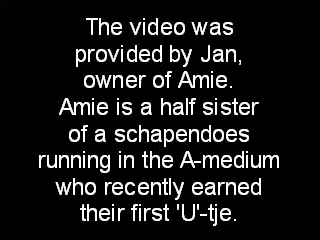 The video was
provided by Jan,
owner of Amie.
Amie is a half sister
of a schapendoes
running in the A-medium
who recently earned
their first 'U'-tje.